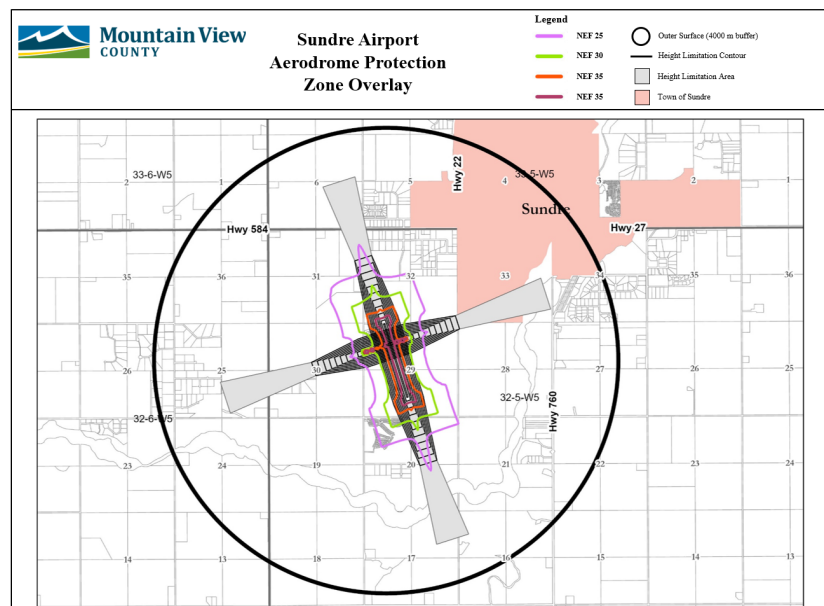 Mountain View
COUNTY
Sundre Airport
Aerodrome Protection
Zone Overlay
Legend
NEF 25
NEF 30
NEF 35
NEF 35
Outer Surface (4000 m buffer)
Height Limitation Contour
Height Limitation Area
Town of Sundre
33-6-W5
2
1
6
5
Hwy 22
33-5-W5
4
3
2
1
Sundre
Hwy 584
Hwy 27
35
36
31
32
33
34
35
36
26
25
30
29
28
27
26
25
32-6-W5
32-5-W5
Hwy 760
23
24
19
20
21
22
23
24
14
13
18
17
16
15
14
13